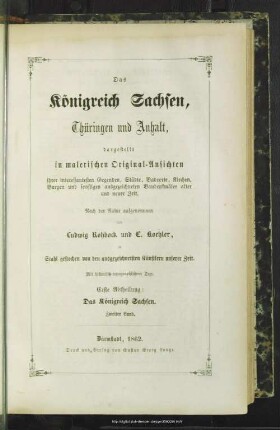 Das
Königreich Sachsen,
Thüringen und Anhalt,
dargestellt
in malerischen Original-Ansichten
ihrer interessantesten Gegenden, Städte, Badeorte, Kirchen,
Burgen und sonstigen ausgezeichneten Baudenkmäler alter
und neuer Zeit.
Nach der Natur aufgenommen
von
Ludwig Rohbock und C. Koehler,
in
Stahl gestochen von den ausgezeichnetsten Künstlern unserer Zeit.
Mit historisch-topographischem Text.
Erste Abtheilung:
Das Königreich Sachsen.
Zweiter Band.
Darmstadt, 1862.
Druck und Verlag von Gustav Georg Lange.